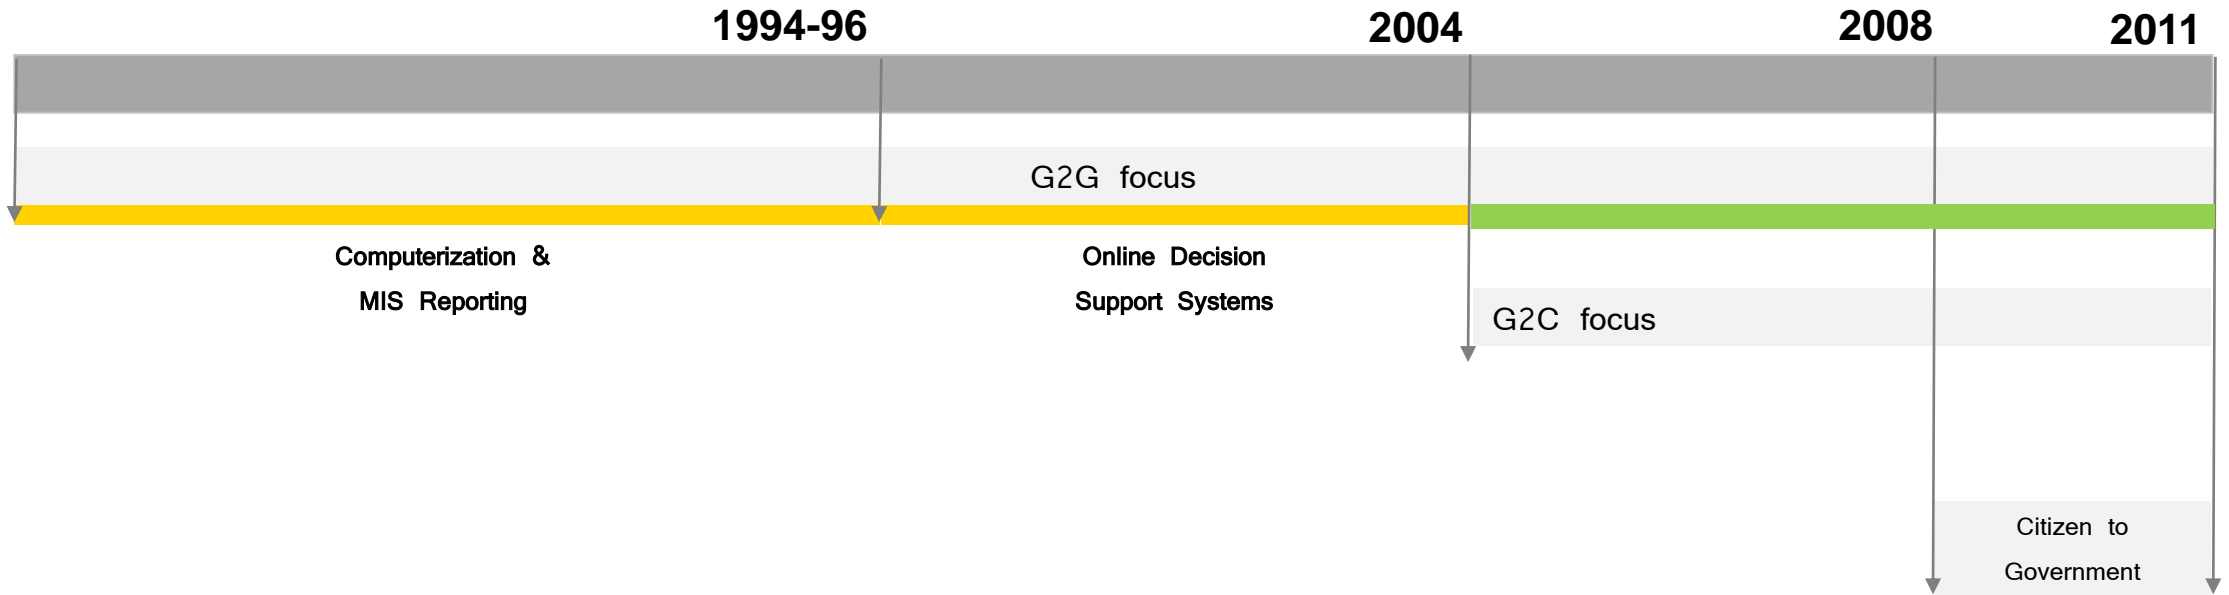 1994-96
2004
2008
2011
G2G focus
Computerization &
MIS Reporting
Online Decision
Support Systems
G2C focus
Citizen to
Government